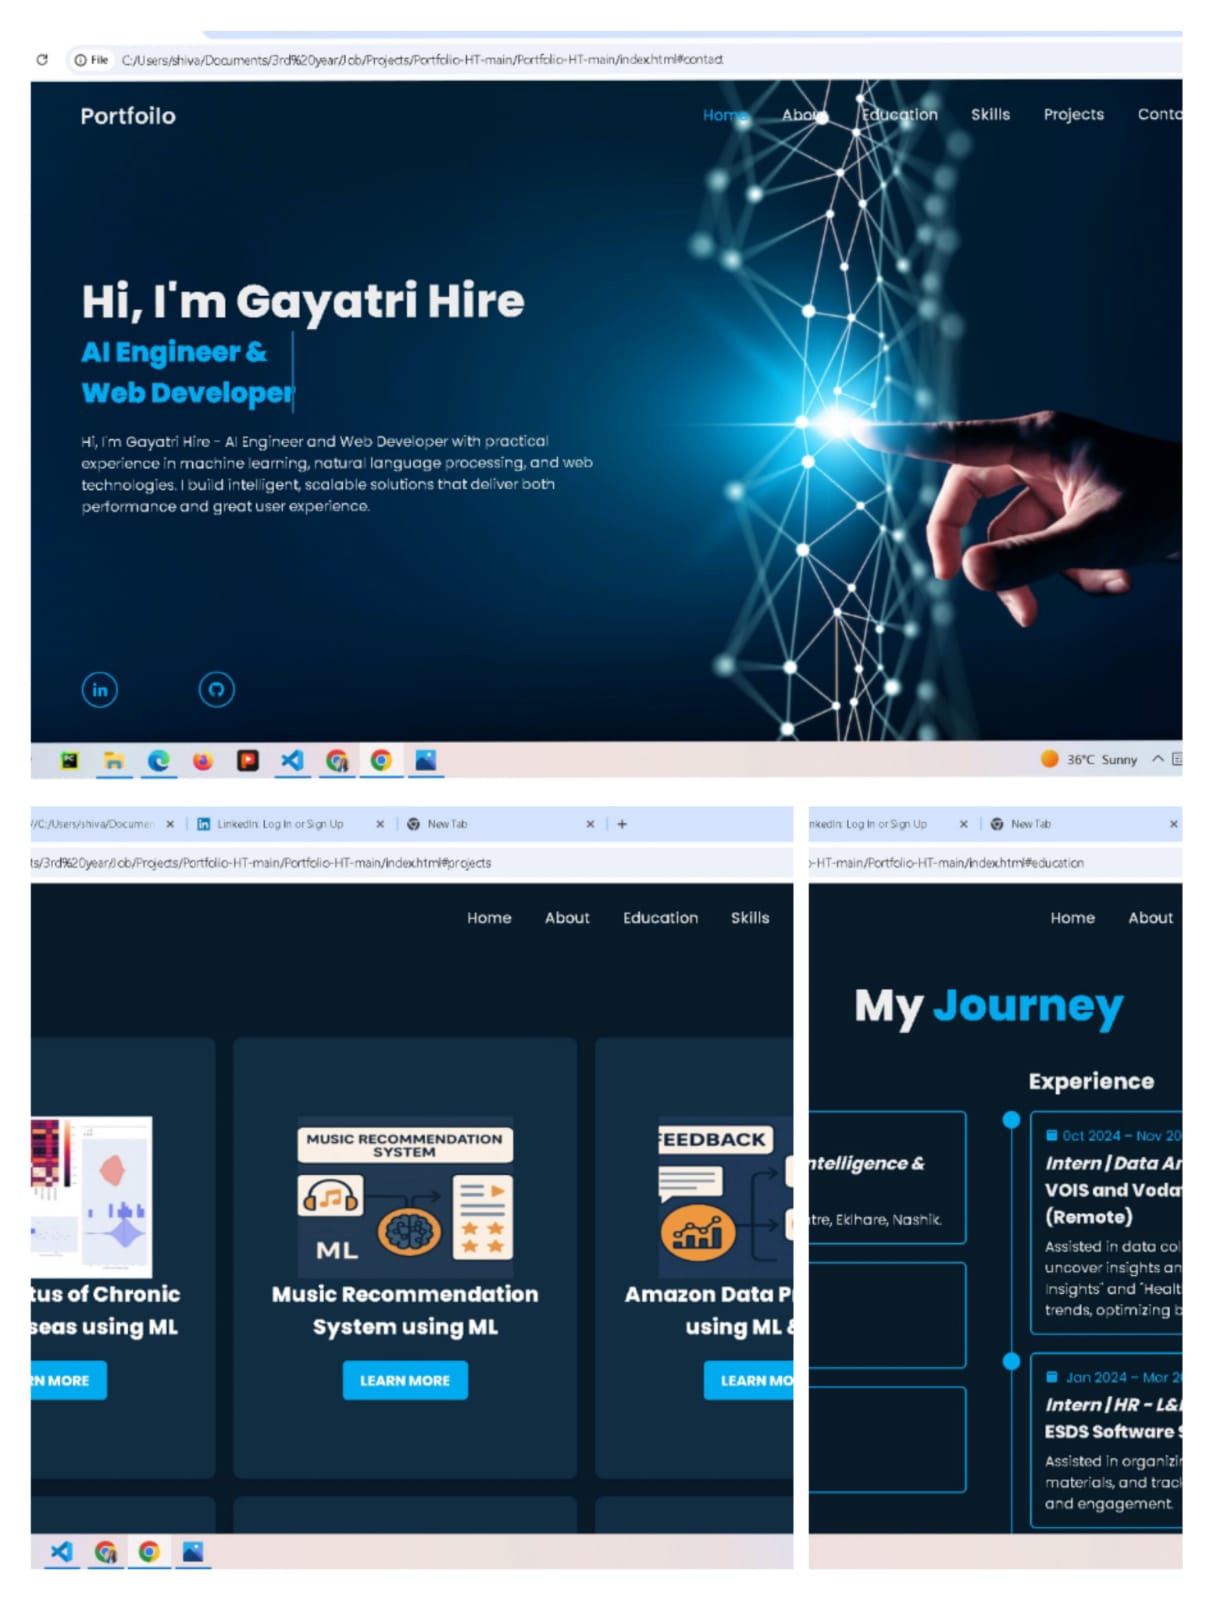 File C:/Users/shiva/Documents/3rd%20year/Job/Projects/Portfolio-HT-main/Portfolio-HT-main/index.html#contact
Portfoilo
Home About Education Skills Projects Conta
Hi, I'm Gayatri Hire
AI Engineer &
Web Developer
Hi, I'm Gayatri Hire - AI Engineer and Web Developer with practical
experience in machine learning, natural language processing, and web
technologies. I build intelligent, scalable solutions that deliver both
performance and great user experience.
in
36°C Sunny
//C:/Users/shiva/Documen × LinkedIn: Log In or Sign Up × New Tab × +
ts/3rd%20year/Job/Projects/Portfolio-HT-main/Portfolio-HT-main/index.html#projects
Home About Education Skills
MUSIC RECOMMENDATION
SYSTEM
ML
FEEDBACK
tus of Chronic
seas using ML
RN MORE
Music Recommendation
System using ML
LEARN MORE
Amazon Data P
using ML &
LEARN MO
nkedIn: Log In or Sign Up × New Tab ×
-HT-main/Portfolio-HT-main/index.html#education
Home About
My Journey
Experience
ntelligence &
tre, Eklhare, Nashik.
Oct 2024 – Nov 20
Intern | Data An
VOIS and Voda
(Remote)
Assisted in data col
uncover insights an
Insights" and "Healt
trends, optimizing b
Jan 2024 – Mar 2
Intern | HR - L&
ESDS Software S
Assisted in organizin
materials, and track
and engagement.